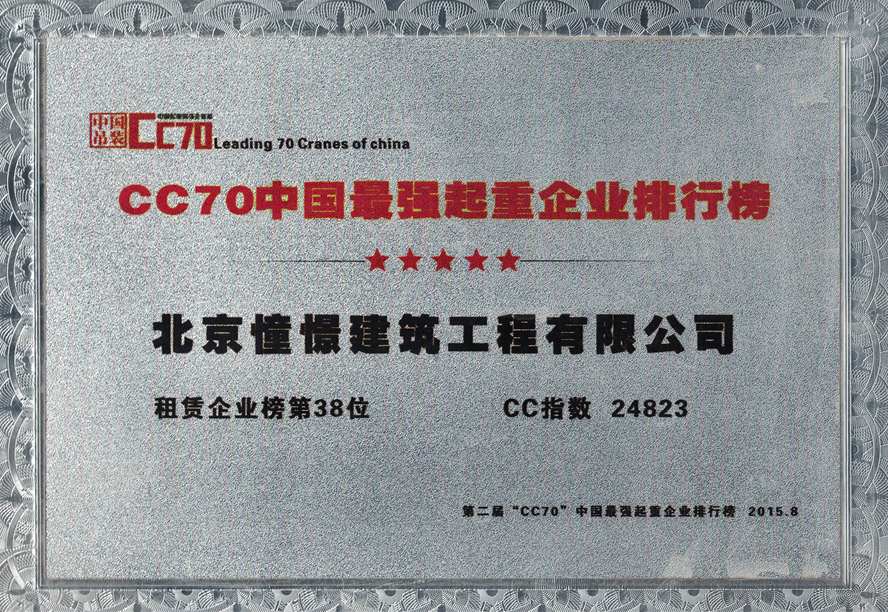 中国吊装 CC70 Leading 70 Cranes of china
CC70中国最强起重企业排行榜
北京憧憬建筑工程有限公司
租赁企业榜第38位 CC指数 24823
第二届“CC70”中国最强起重企业排行榜 2015.8